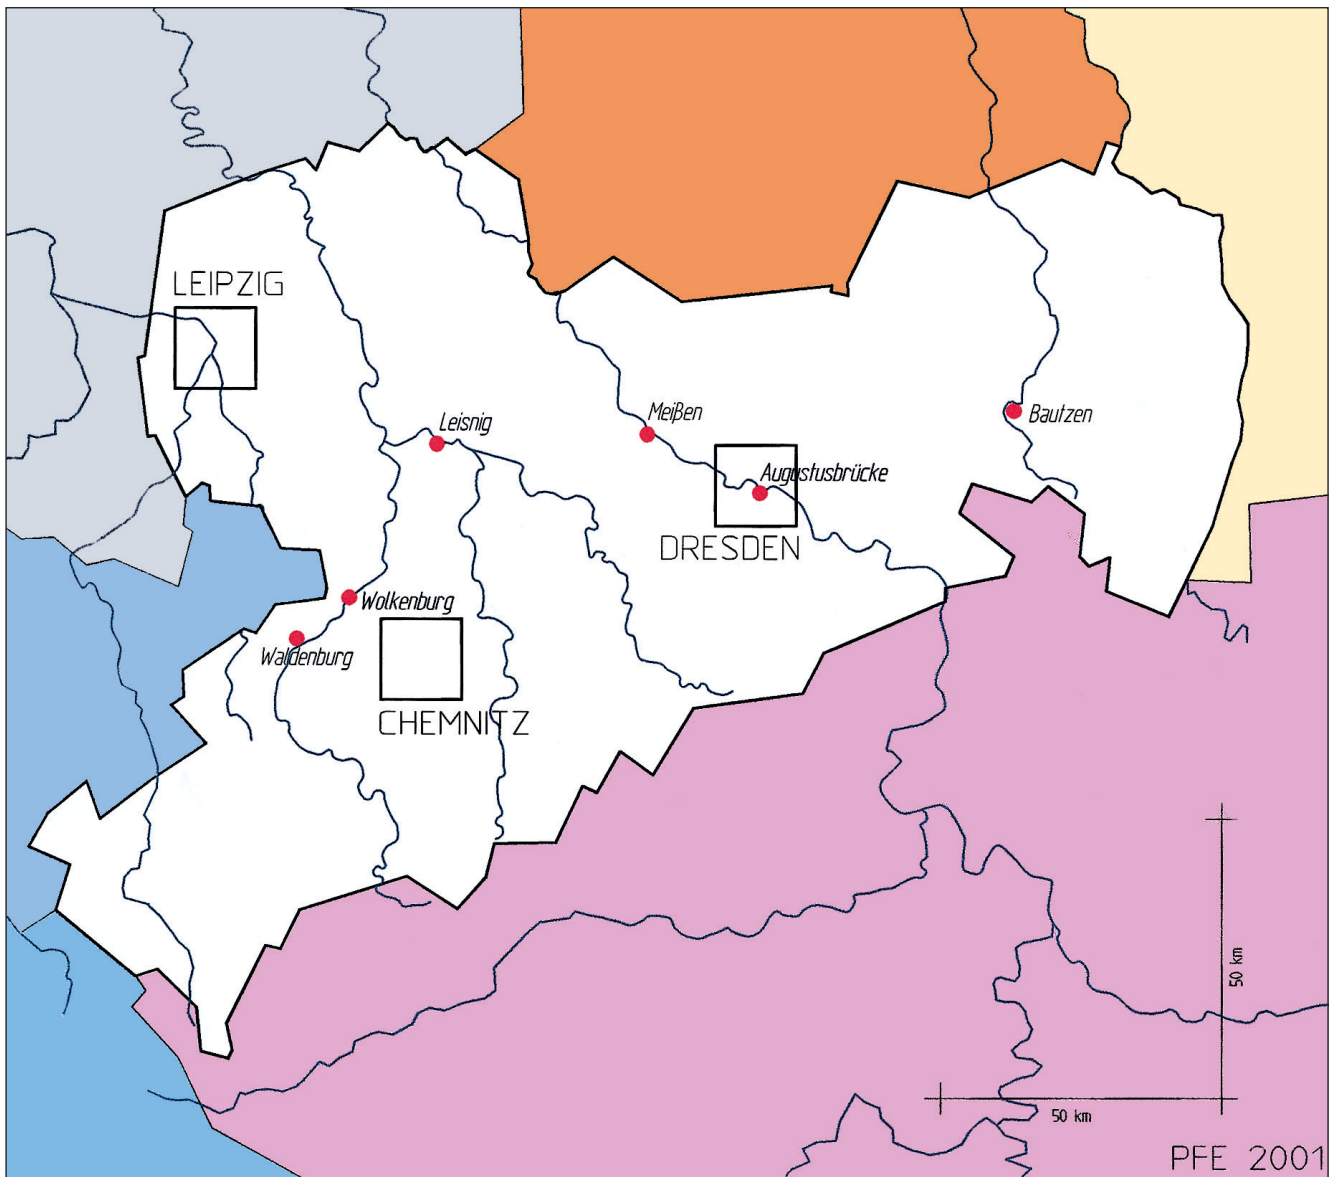 LEIPZIG
Leisnig
Meißen
Bautzen
Augustusbrücke
DRESDEN
Wolkenburg
Waldenburg
CHEMNITZ
50 km
50 km
PFE 2001